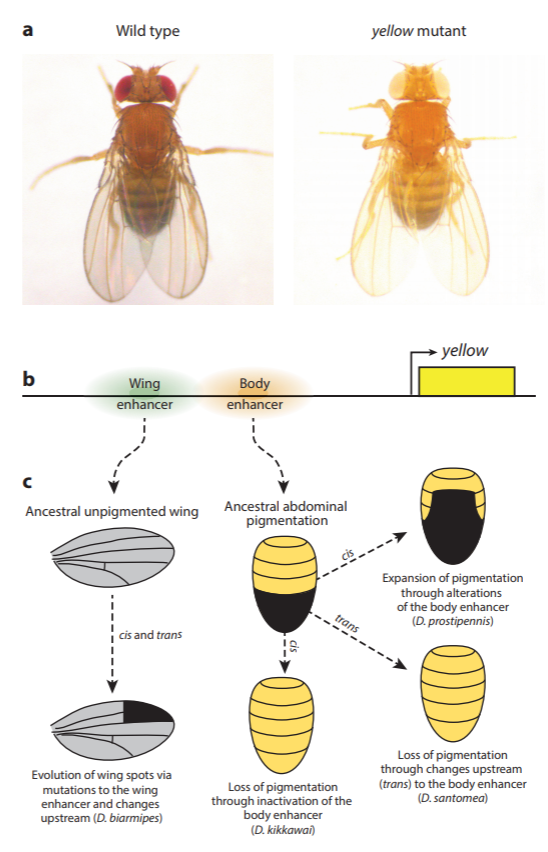 a
Wild type
yellow mutant
b
Wing
enhancer
Body
enhancer
yellow
c
Ancestral unpigmented wing
cis and trans
Evolution of wing spots via
mutations to the wing
enhancer and changes
upstream (D. biarmipes)
Ancestral abdominal
pigmentation
cis
trans
cis
Loss of pigmentation
through inactivation of the
body enhancer
(D. kikkawai)
Expansion of pigmentation
through alterations
of the body enhancer
(D. prostipennis)
Loss of pigmentation
through changes upstream
(trans) to the body enhancer
(D. santomea)